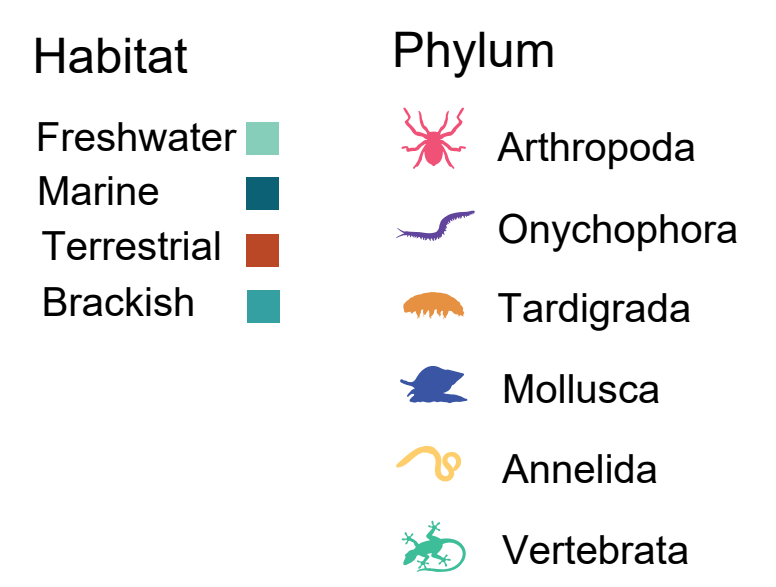 Habitat
Freshwater
Marine
Terrestrial
Brackish
Phylum
Arthropoda
Onychophora
Tardigrada
Mollusca
Annelida
Vertebrata